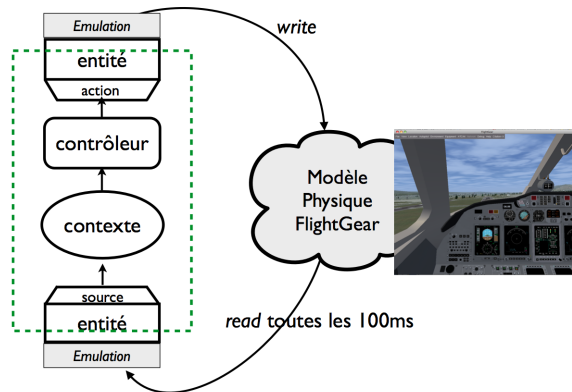 Emulation
entité
action
contrôleur
contexte
source
entité
Emulation
write
Modèle
Physique
FlightGear
read toutes les 100ms